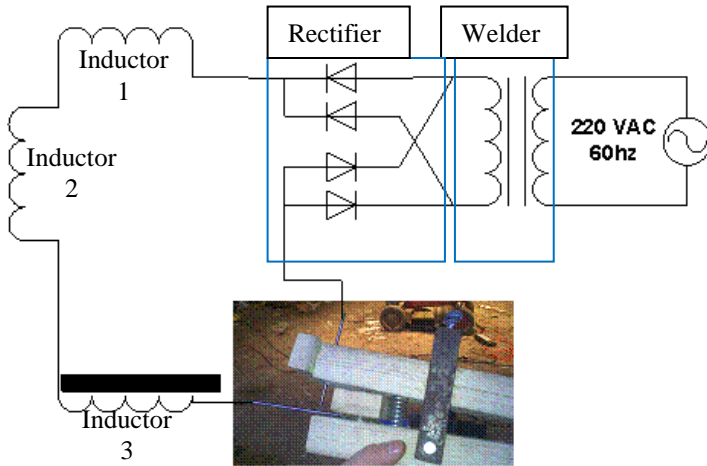 Rectifier
Welder
Inductor
1
Inductor
2
220 VAC
60hz
Inductor
3